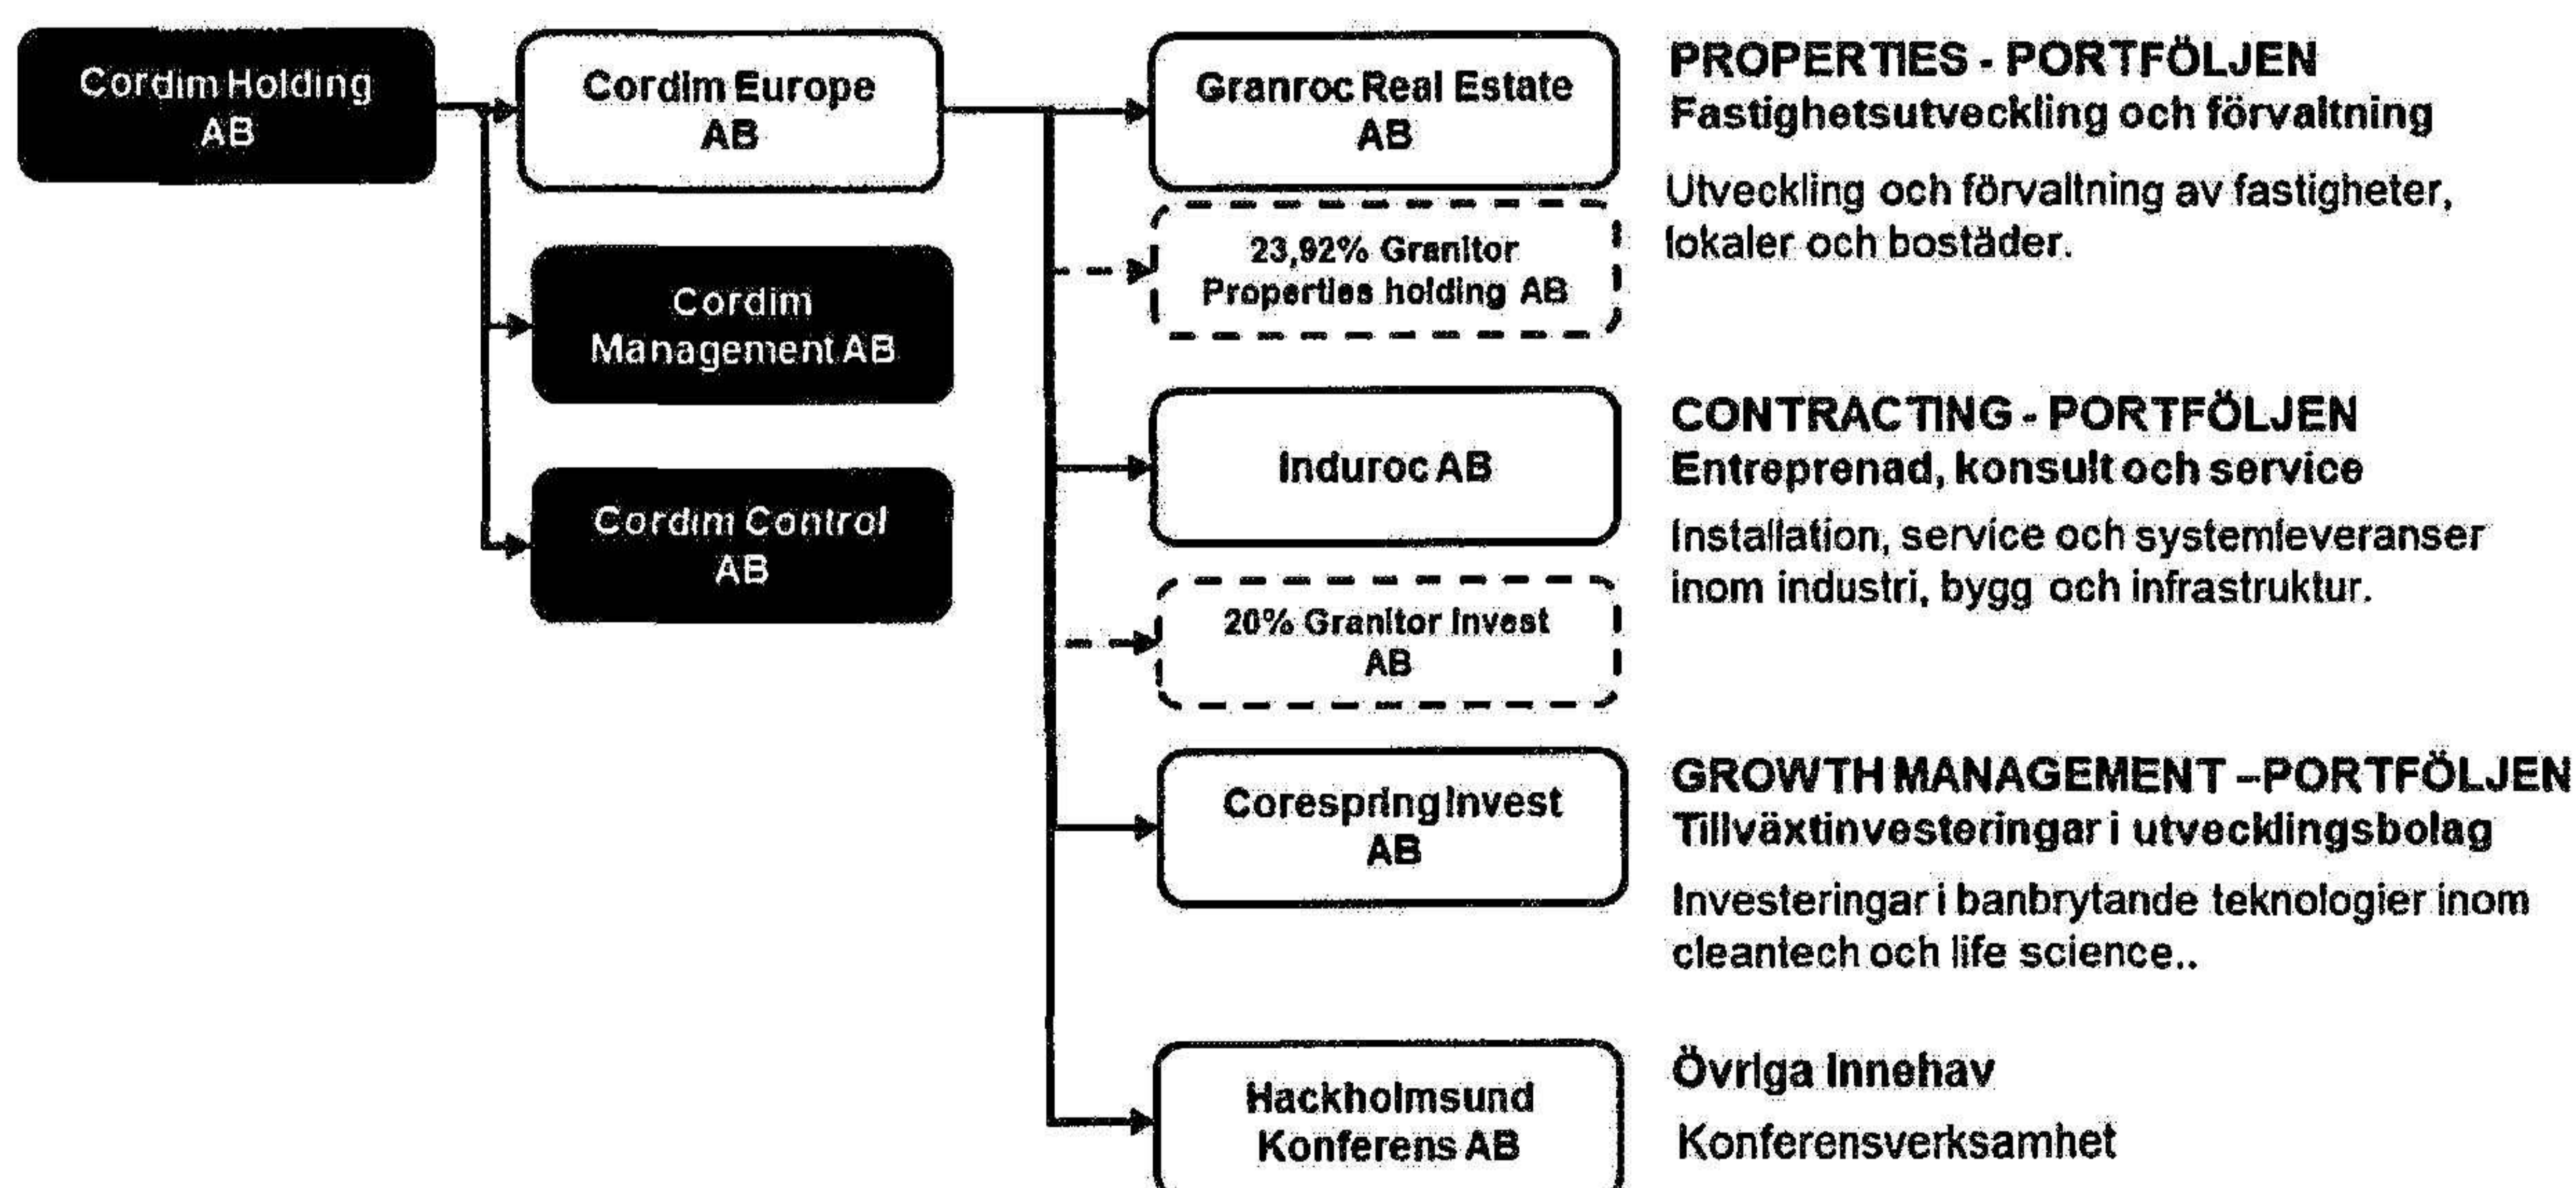 Cordim Holding
AB
Cordim Europe
AB
Cordim
Management AB
Cordim Control
AB
Granroc Real Estate
AB
23,92% Granitor
Properties holding AB
Induroc AB
20% Granitor Invest
AB
Corespring Invest
AB
Hackholmsund
Konferens AB
PROPERTIES - PORTFÖLJEN
Fastighetsutveckling och förvaltning
Utveckling och förvaltning av fastigheter,
lokaler och bostäder.
CONTRACTING - PORTFÖLJEN
Entreprenad, konsult och service
Installation, service och systemleveranser
inom industri, bygg och infrastruktur.
GROWTH MANAGEMENT –PORTFÖLJEN
Tillväxtinvesteringar i utvecklingsbolag
Investeringar i banbrytande teknologier inom
cleantech och life science..
Övriga Innehav
Konferensverksamhet